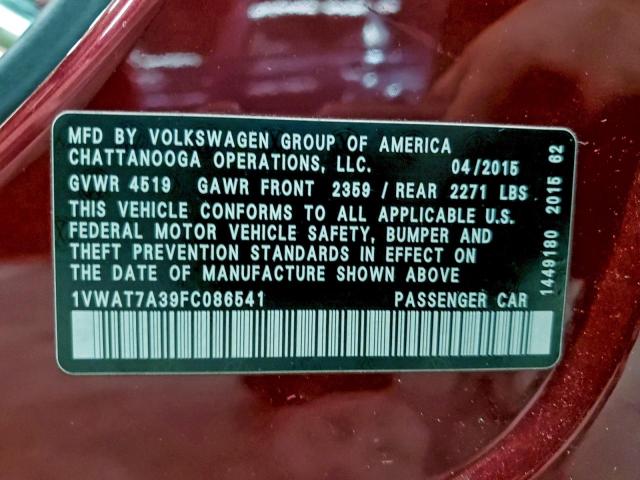 MFD BY VOLKSWAGEN GROUP OF AMERICA
CHATTANOOGA OPERATIONS, LLC. 04/2015
GVWR 4519 GAWR FRONT 2359 / REAR 2271 LBS
THIS VEHICLE CONFORMS TO ALL APPLICABLE U.S.
FEDERAL MOTOR VEHICLE SAFETY, BUMPER AND
THEFT PREVENTION STANDARDS IN EFFECT ON
THE DATE OF MANUFACTURE SHOWN ABOVE
1VWAT7A39FC086541 PASSENGER CAR
1449180 2015 62